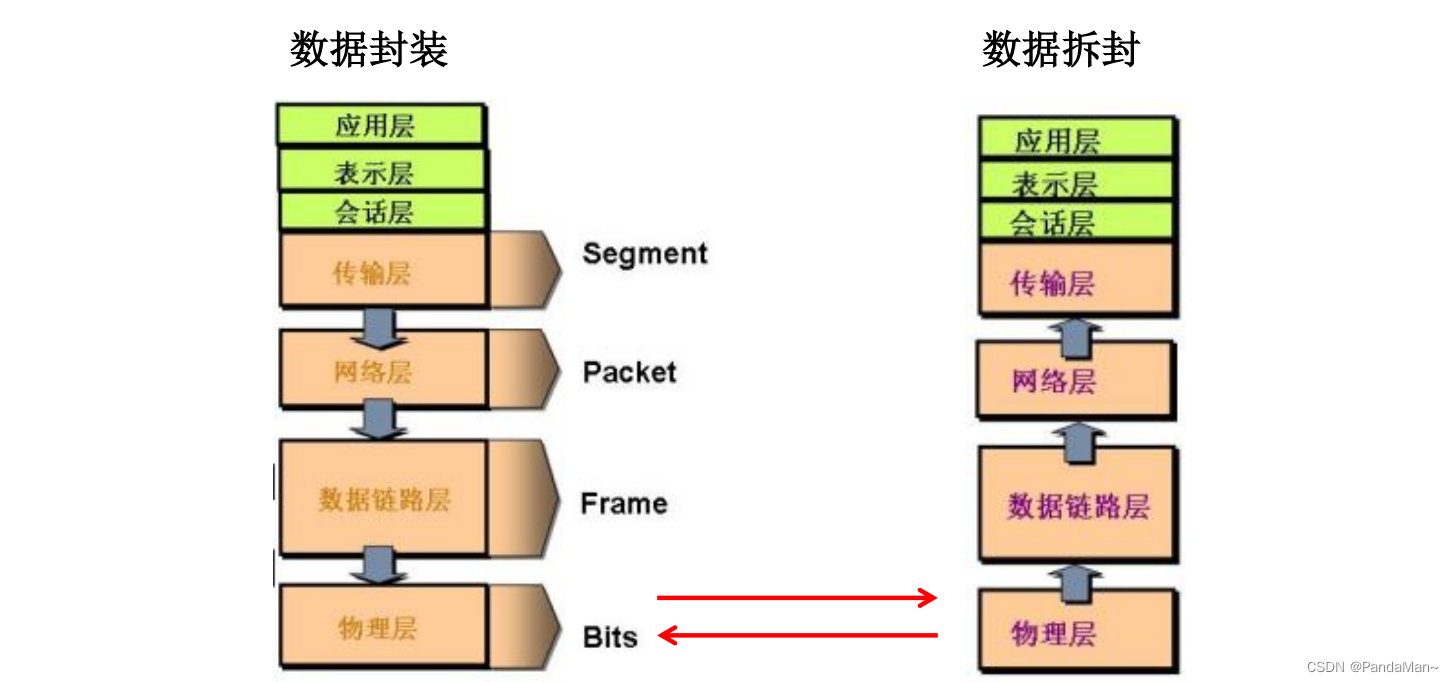 数据封装
应用层
表示层
会话层
传输层
Segment
网络层
Packet
数据链路层
Frame
物理层
Bits
数据拆封
应用层
表示层
会话层
传输层
网络层
数据链路层
物理层
CSDN @PandaMan~